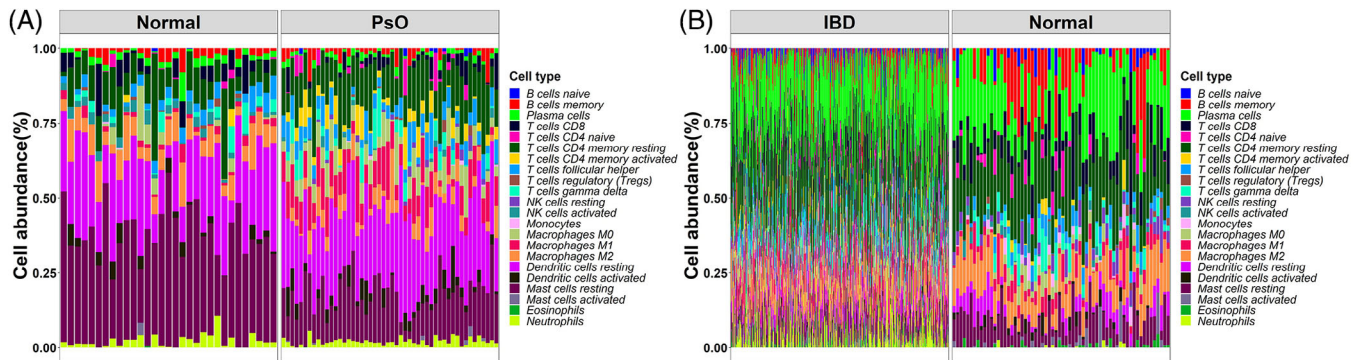 (A)
Normal
PsO
Cell abundance(%)
1.00
0.75
0.50
0.25
0.00
Cell type
B cells naive
B cells memory
Plasma cells
T cells CD8
T cells CD4 naive
T cells CD4 memory resting
T cells CD4 memory activated
T cells follicular helper
T cells regulatory (Tregs)
T cells gamma delta
NK cells resting
NK cells activated
Monocytes
Macrophages M0
Macrophages M1
Macrophages M2
Dendritic cells resting
Dendritic cells activated
Mast cells resting
Mast cells activated
Eosinophils
Neutrophils
(B)
IBD
Normal
Cell abundance(%)
1.00
0.75
0.50
0.25
0.00
Cell type
B cells naive
B cells memory
Plasma cells
T cells CD8
T cells CD4 naive
T cells CD4 memory resting
T cells CD4 memory activated
T cells follicular helper
T cells regulatory (Tregs)
T cells gamma delta
NK cells resting
NK cells activated
Monocytes
Macrophages M0
Macrophages M1
Macrophages M2
Dendritic cells resting
Dendritic cells activated
Mast cells resting
Mast cells activated
Eosinophils
Neutrophils